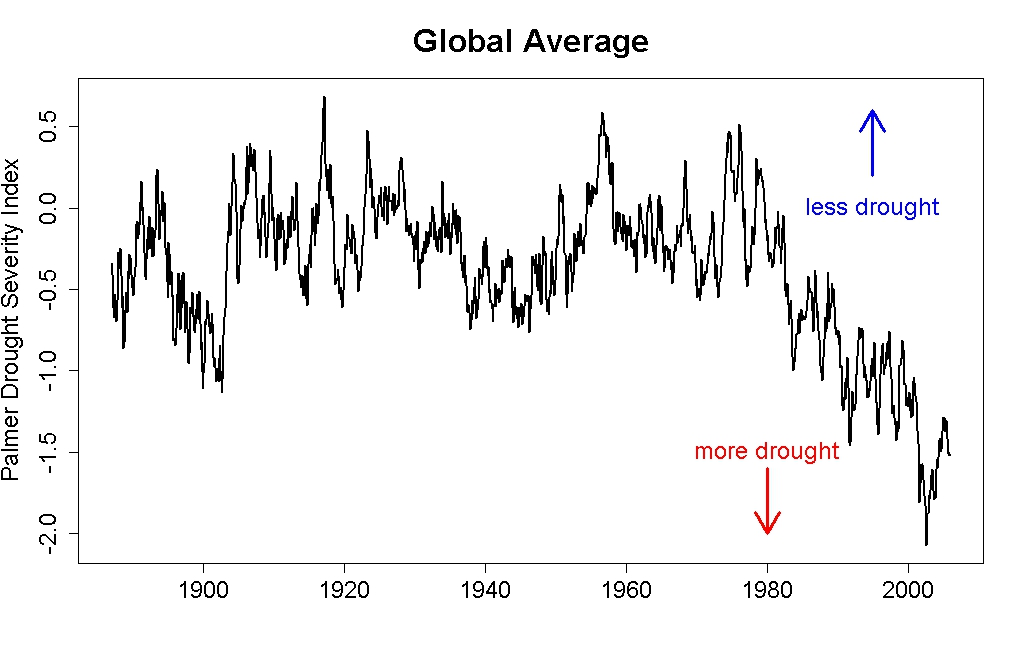 Global Average
Palmer Drought Severity Index
0.5
0.0
-0.5
-1.0
-1.5
-2.0
less drought
more drought
1900 1920 1940 1960 1980 2000